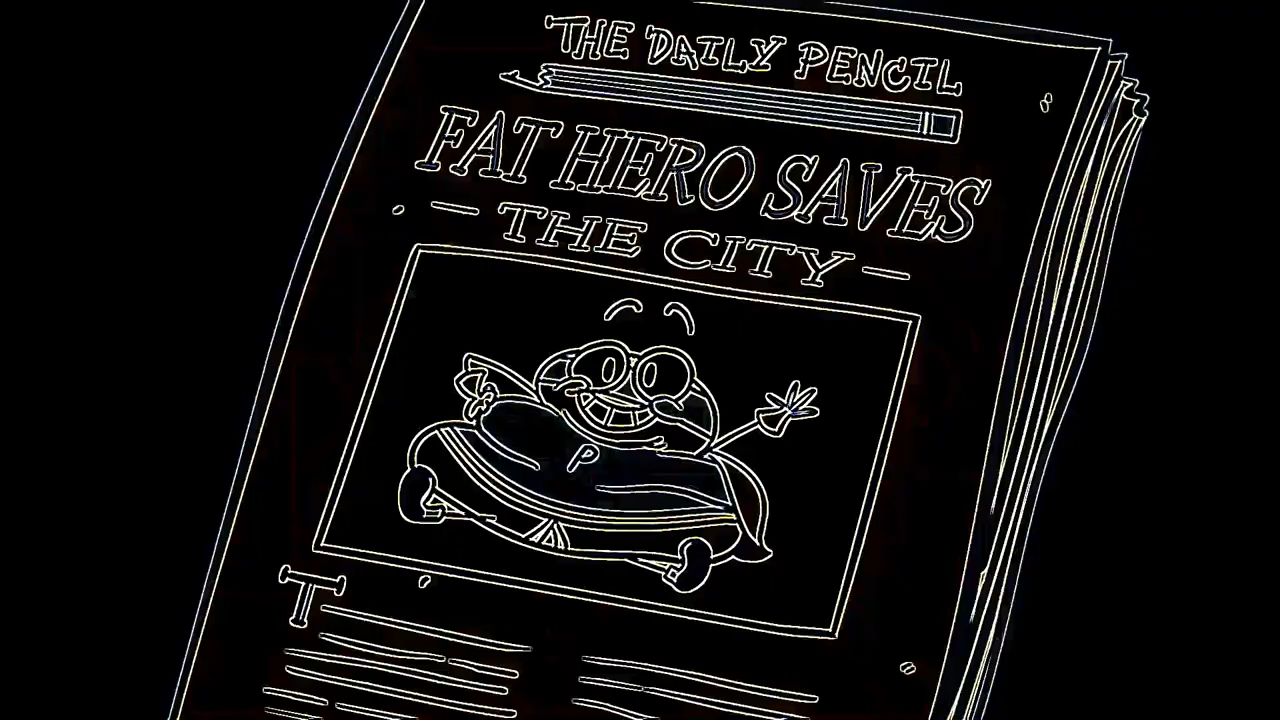 THE DAILY PENCIL
FAT HERO SAVES
— THE CITY —
P
T